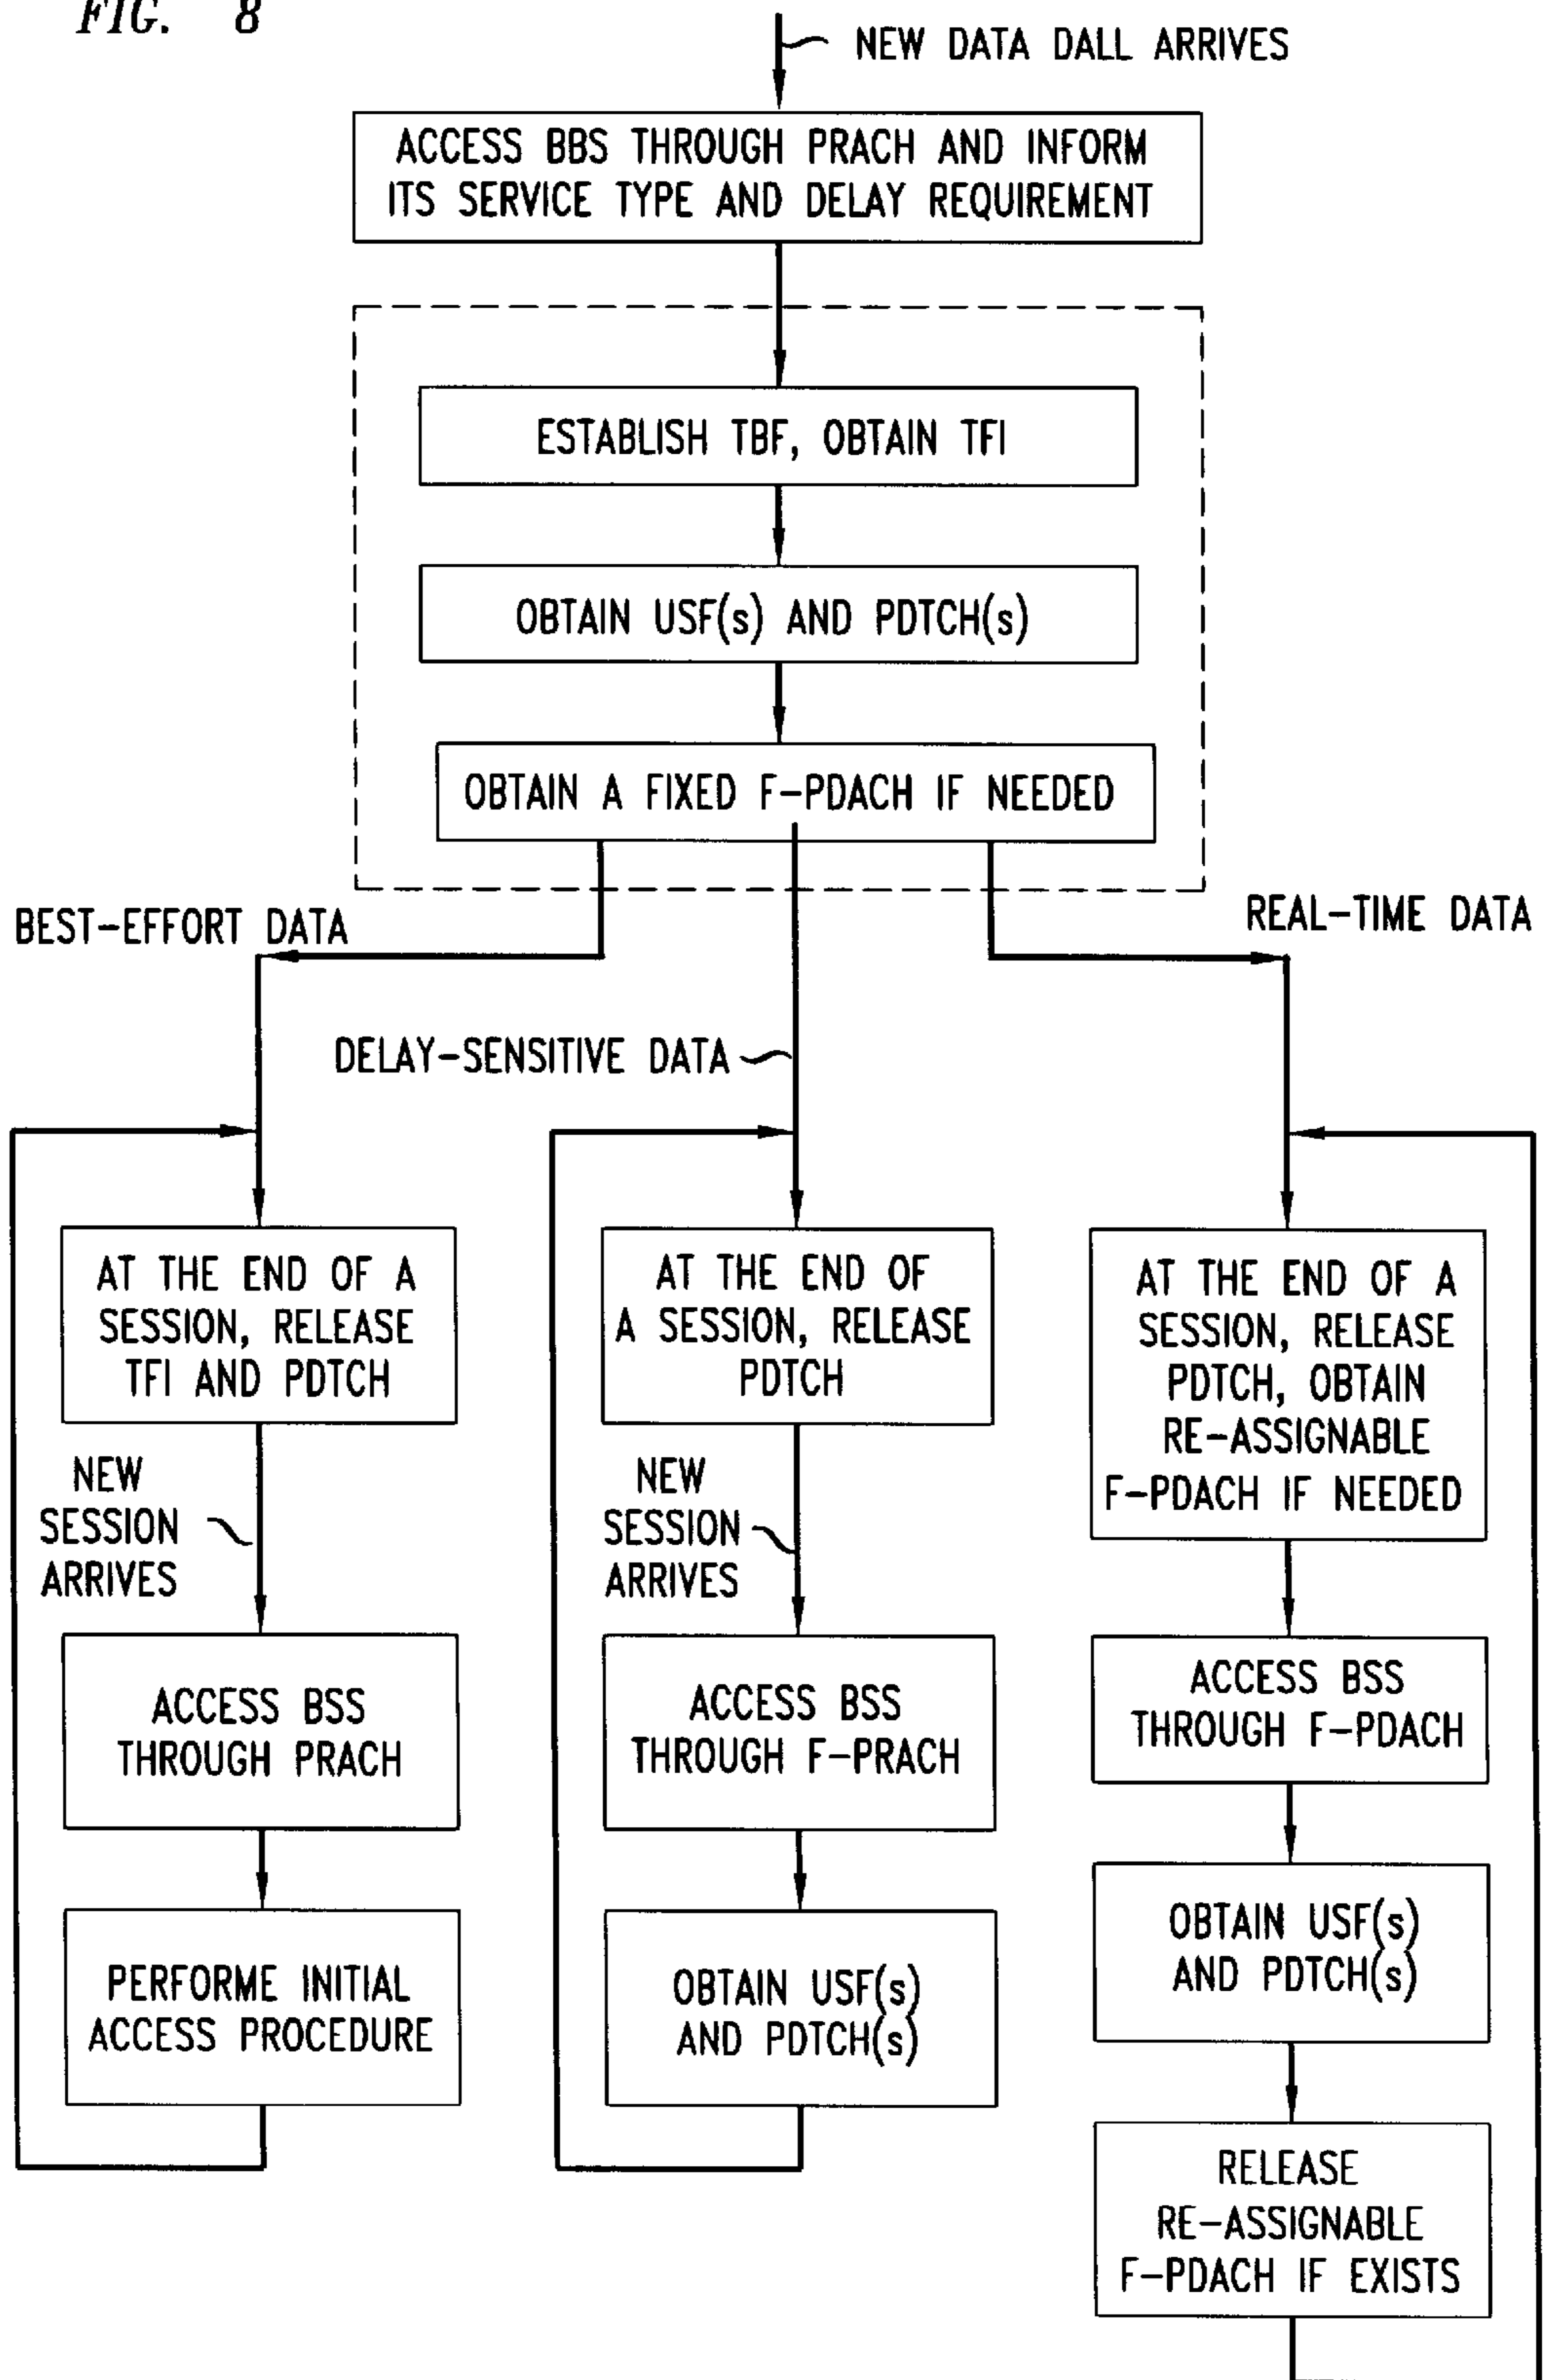 FIG. 8
NEW DATA DALL ARRIVES
ACCESS BBS THROUGH PRACH AND INFORM
ITS SERVICE TYPE AND DELAY REQUIREMENT
ESTABLISH TBF, OBTAIN TFI
OBTAIN USF(s) AND PDTCH(s)
OBTAIN A FIXED F-PDACH IF NEEDED
BEST-EFFORT DATA
DELAY-SENSITIVE DATA
REAL-TIME DATA
AT THE END OF A
SESSION, RELEASE
TFI AND PDTCH
NEW
SESSION
ARRIVES
ACCESS BSS
THROUGH PRACH
PERFORME INITIAL
ACCESS PROCEDURE
AT THE END OF
A SESSION, RELEASE
PDTCH
NEW
SESSION
ARRIVES
ACCESS BSS
THROUGH F-PRACH
OBTAIN USF(s)
AND PDTCH(s)
AT THE END OF A
SESSION, RELEASE
PDTCH, OBTAIN
RE-ASSIGNABLE
F-PDACH IF NEEDED
ACCESS BSS
THROUGH F-PDACH
OBTAIN USF(s)
AND PDTCH(s)
RELEASE
RE-ASSIGNABLE
F-PDACH IF EXISTS